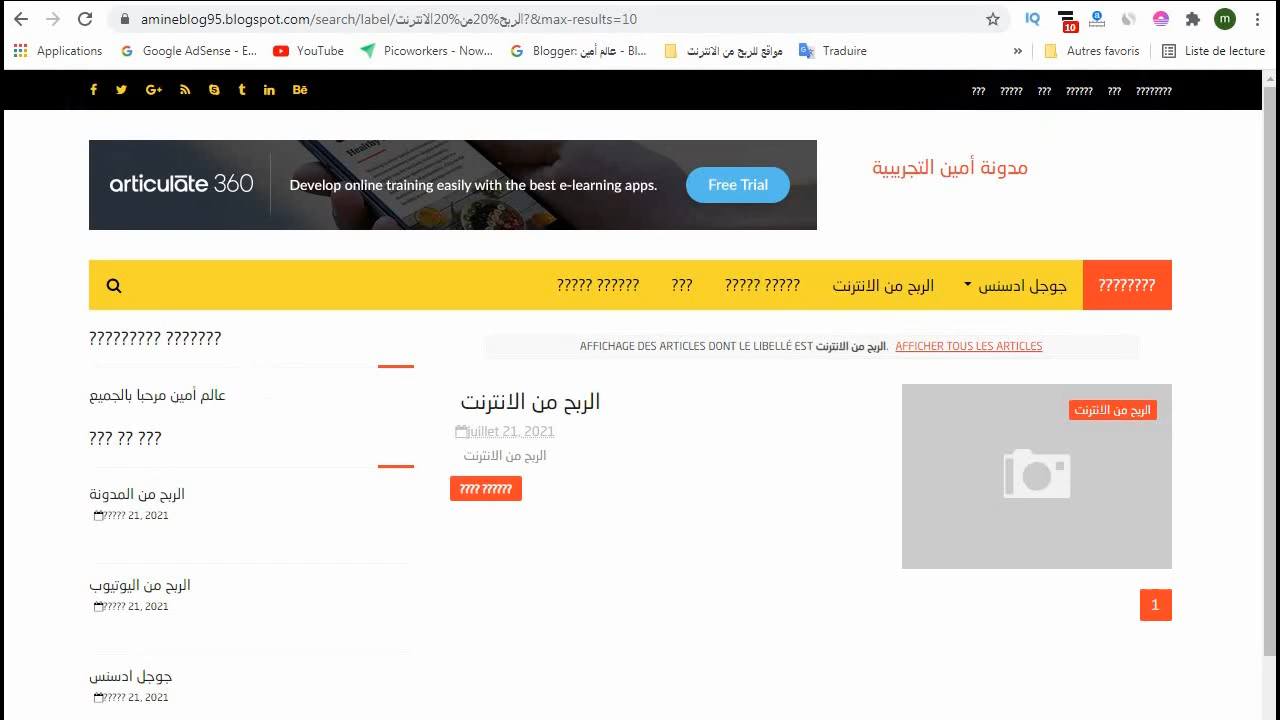 amineblog95.blogspot.com/search/label/الربح%20من%20الانترنت?&max-results=10
Applications
Google AdSense - E...
YouTube
Picoworkers - Now...
Blogger: عالم أمين - Bl...
مواقع للربح من الانترنت
Traduire
»
Autres favoris
Liste de lecture
10
m
???????? ??? ?????? ??? ????? ???
articulate 360
Develop online training easily with the best e-learning apps.
Free Trial
مدونة أمين التجريبية
????????
جوجل ادسنس
الربح من الانترنت
????? ?????
???
?????? ?????
AFFICHAGE DES ARTICLES DONT LE LIBELLÉ EST الربح من الانترنت. AFFICHER TOUS LES ARTICLES
الربح من الانترنت
الربح من الانترنت
juillet 21, 2021
الربح من الانترنت
?????? ????
1
??????? ?????????
عالم أمين مرحبا بالجميع
??? ?? ???
الربح من المدونة
????? 21, 2021
الربح من اليوتيوب
????? 21, 2021
جوجل ادسنس
????? 21, 2021